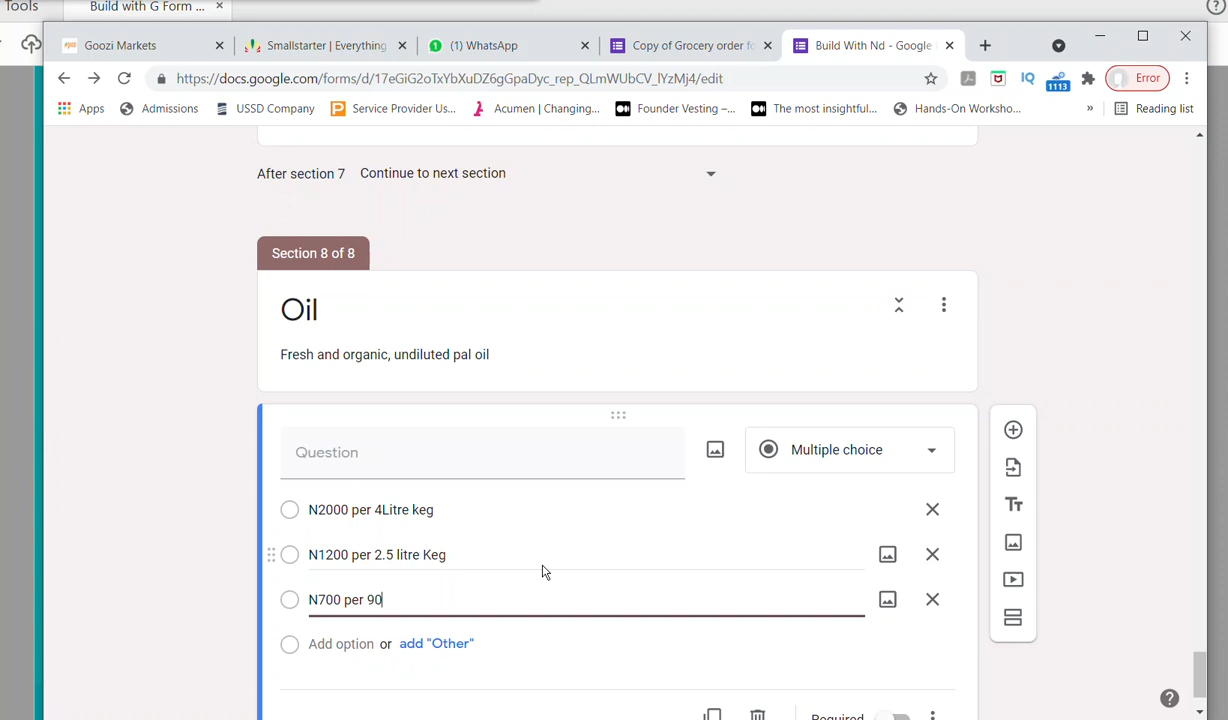 Tools
Build with G Form ...
Goozi Markets
Smallstarter | Everything
(1) WhatsApp
Copy of Grocery order fo
Build With Nd - Google
https://docs.google.com/forms/d/17eGiG2oTxYbXuDZ6gGpaDyc_rep_QLmWUbCV_lYzMj4/edit
IQ
1113
Error
Apps
Admissions
USSD Company
Service Provider Us...
Acumen | Changing...
Founder Vesting –...
The most insightful...
Hands-On Worksho...
»
Reading list
After section 7 Continue to next section
Section 8 of 8
Oil
Fresh and organic, undiluted pal oil
Question
Multiple choice
N2000 per 4Litre keg
N1200 per 2.5 litre Keg
N700 per 90
Add option or add "Other"
Tт
Required